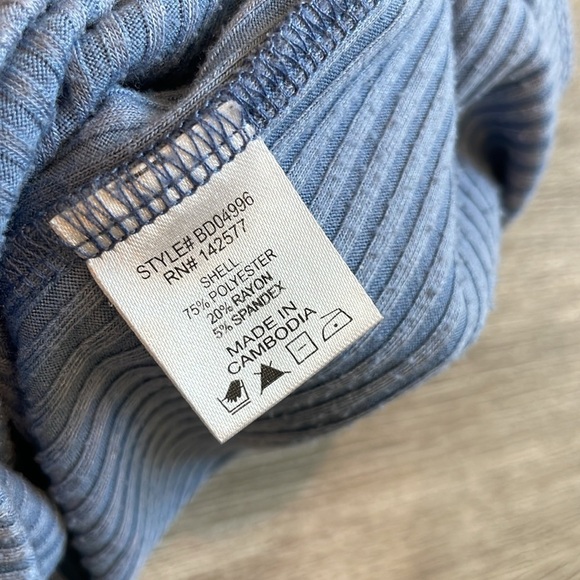 STYLE# BD04996
RN# 142577
SHELL
75% POLYESTER
20% RAYON
5% SPANDEX
MADE IN
CAMBODIA